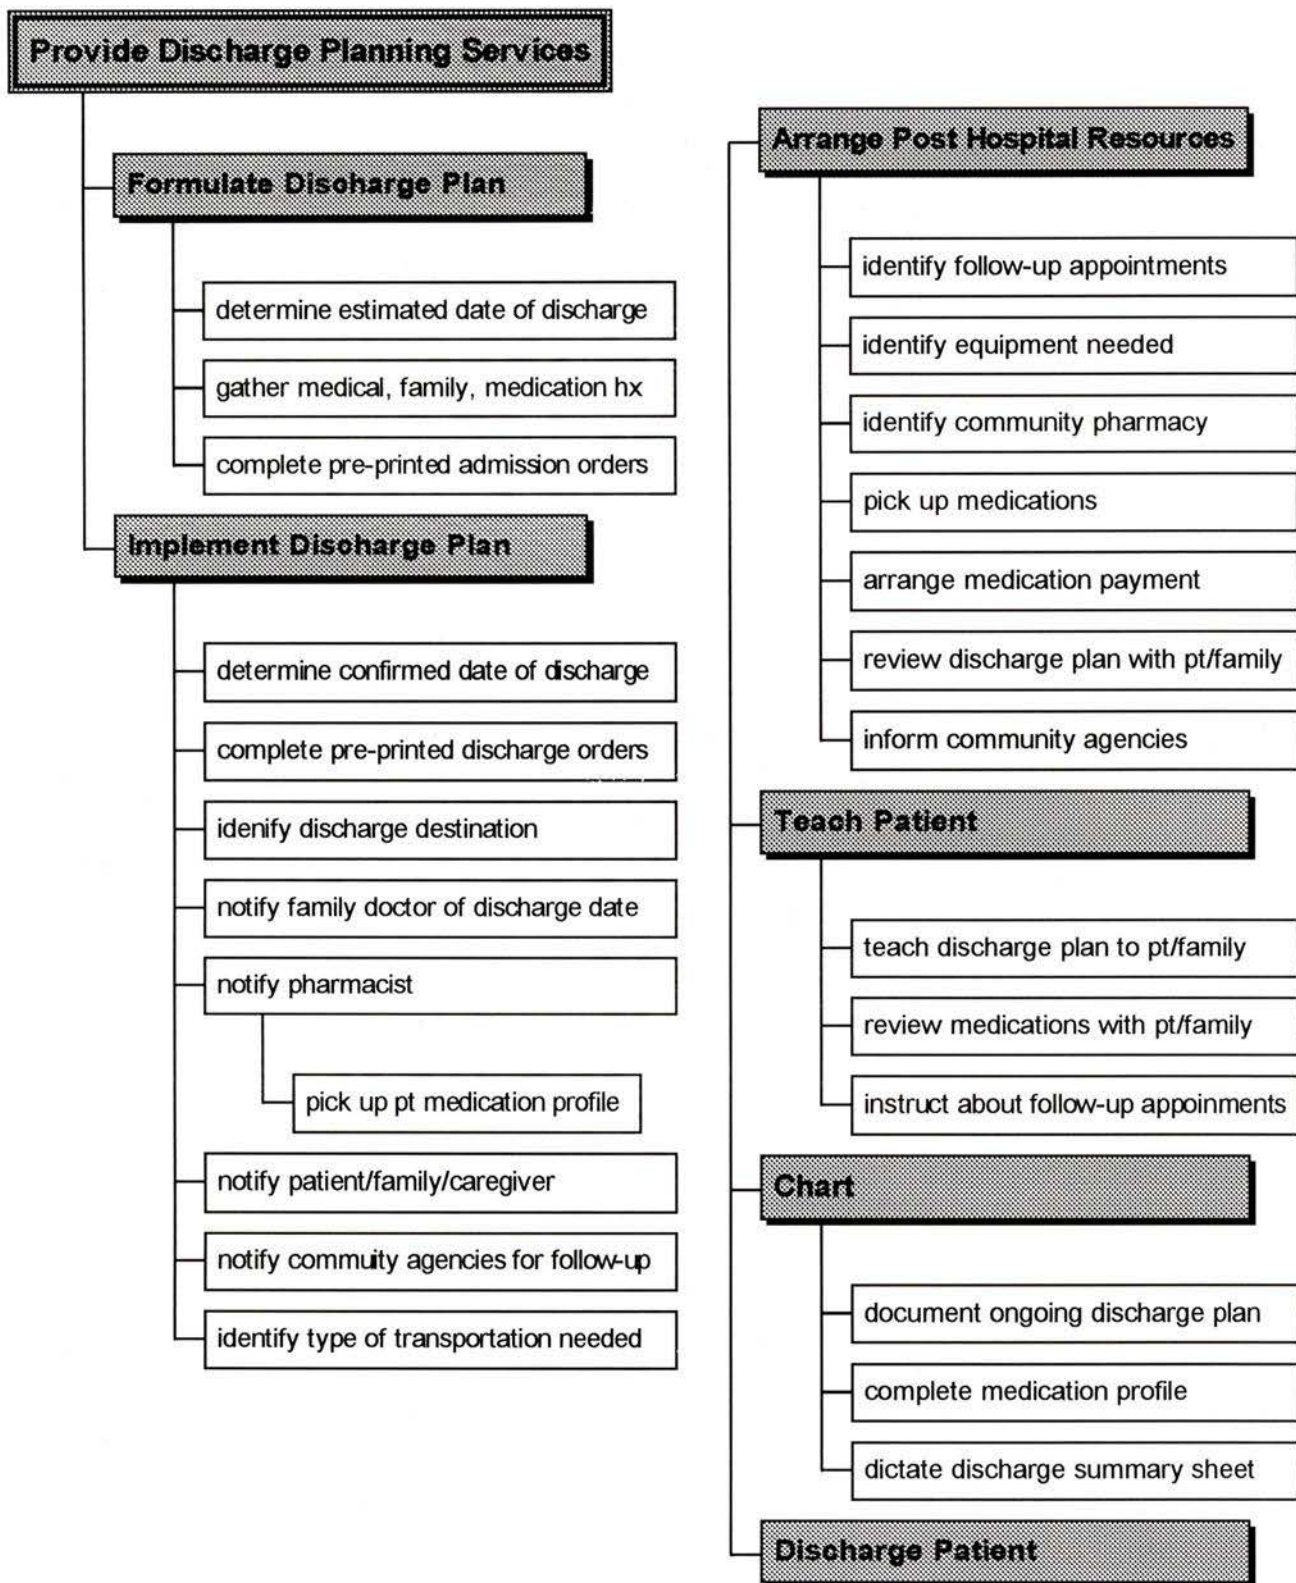 Provide Discharge Planning Services
Formulate Discharge Plan
determine estimated date of discharge
gather medical, family, medication hx
complete pre-printed admission orders
Implement Discharge Plan
determine confirmed date of discharge
complete pre-printed discharge orders
idenify discharge destination
notify family doctor of discharge date
notify pharmacist
pick up pt medication profile
notify patient/family/caregiver
notify commuity agencies for follow-up
identify type of transportation needed
Arrange Post Hospital Resources
identify follow-up appointments
identify equipment needed
identify community pharmacy
pick up medications
arrange medication payment
review discharge plan with pt/family
inform community agencies
Teach Patient
teach discharge plan to pt/family
review medications with pt/family
instruct about follow-up appoinments
Chart
document ongoing discharge plan
complete medication profile
dictate discharge summary sheet
Discharge Patient